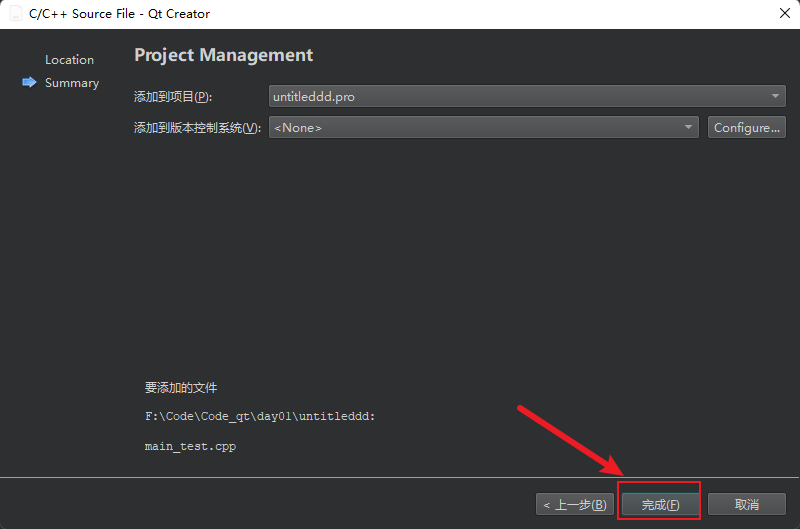 C/C++ Source File - Qt Creator
Location
Summary
Project Management
添加到项目(P):
untitleddd.pro
添加到版本控制系统(V):
<None>
Configure...
要添加的文件
F:\Code\Code_qt\day01\untitleddd:
main_test.cpp
< 上一步(B)
完成(F)
取消